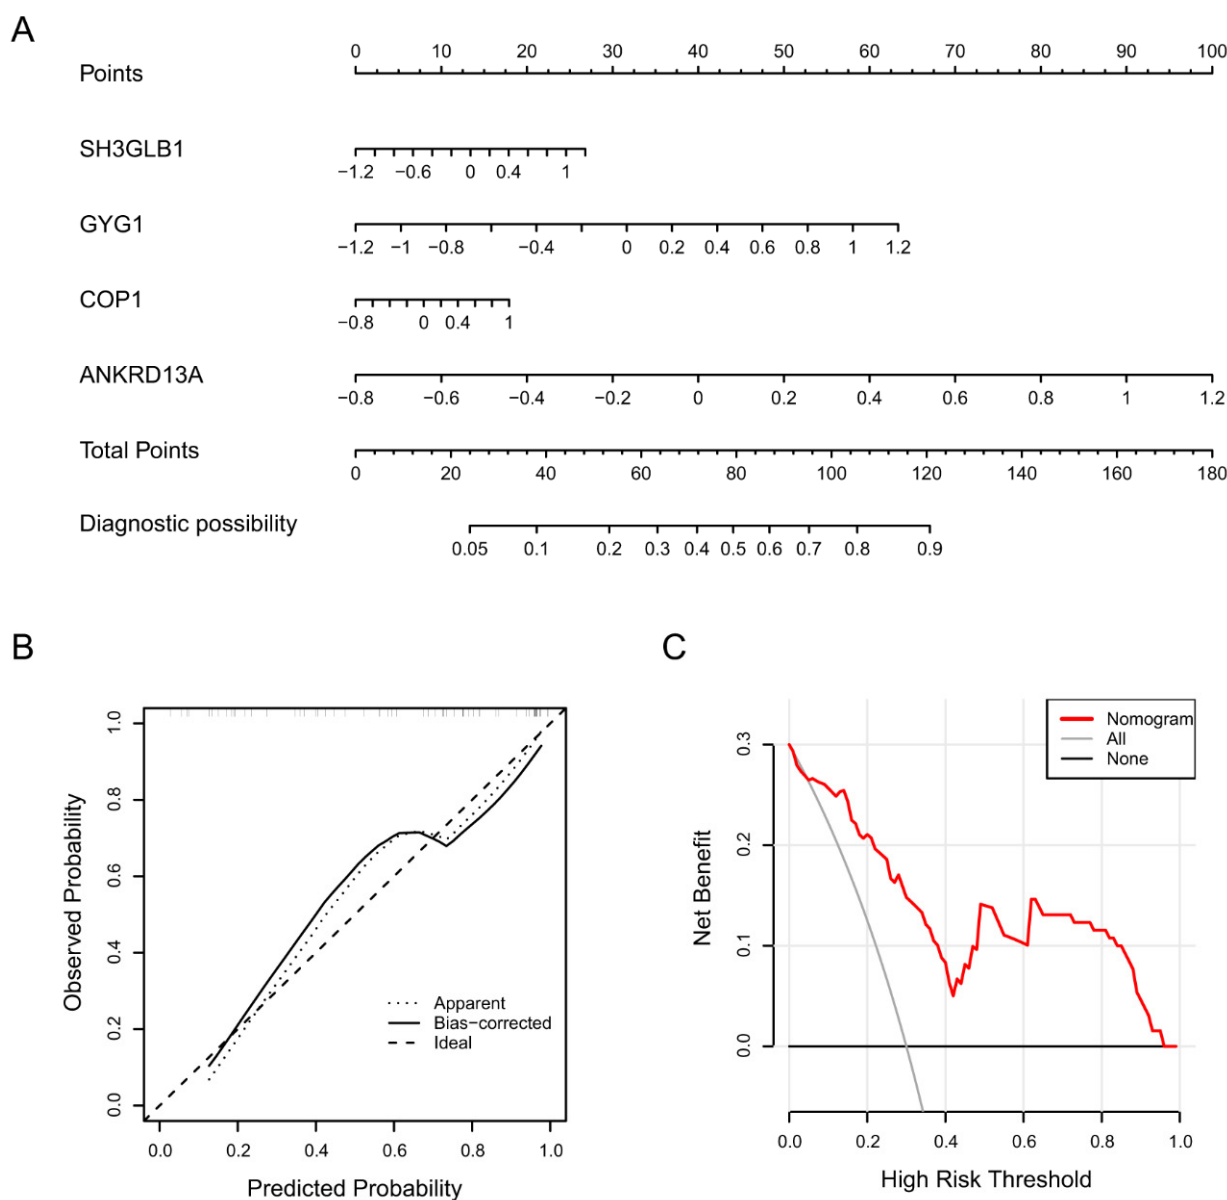 A
Points
0 10 20 30 40 50 60 70 80 90 100
SH3GLB1
−1.2 −0.6 0 0.4 1
GYG1
−1.2 −1 −0.8 −0.4 0 0.2 0.4 0.6 0.8 1 1.2
COP1
−0.8 0 0.4 1
ANKRD13A
−0.8 −0.6 −0.4 −0.2 0 0.2 0.4 0.6 0.8 1 1.2
Total Points
0 20 40 60 80 100 120 140 160 180
Diagnostic possibility
0.05 0.1 0.2 0.3 0.4 0.5 0.6 0.7 0.8 0.9
B
Observed Probability
1.0
0.8
0.6
0.4
0.2
0.0
Apparent
Bias−corrected
Ideal
0.0 0.2 0.4 0.6 0.8 1.0
Predicted Probability
C
Net Benefit
0.3
0.2
0.1
0.0
Nomogram
All
None
0.0 0.2 0.4 0.6 0.8 1.0
High Risk Threshold